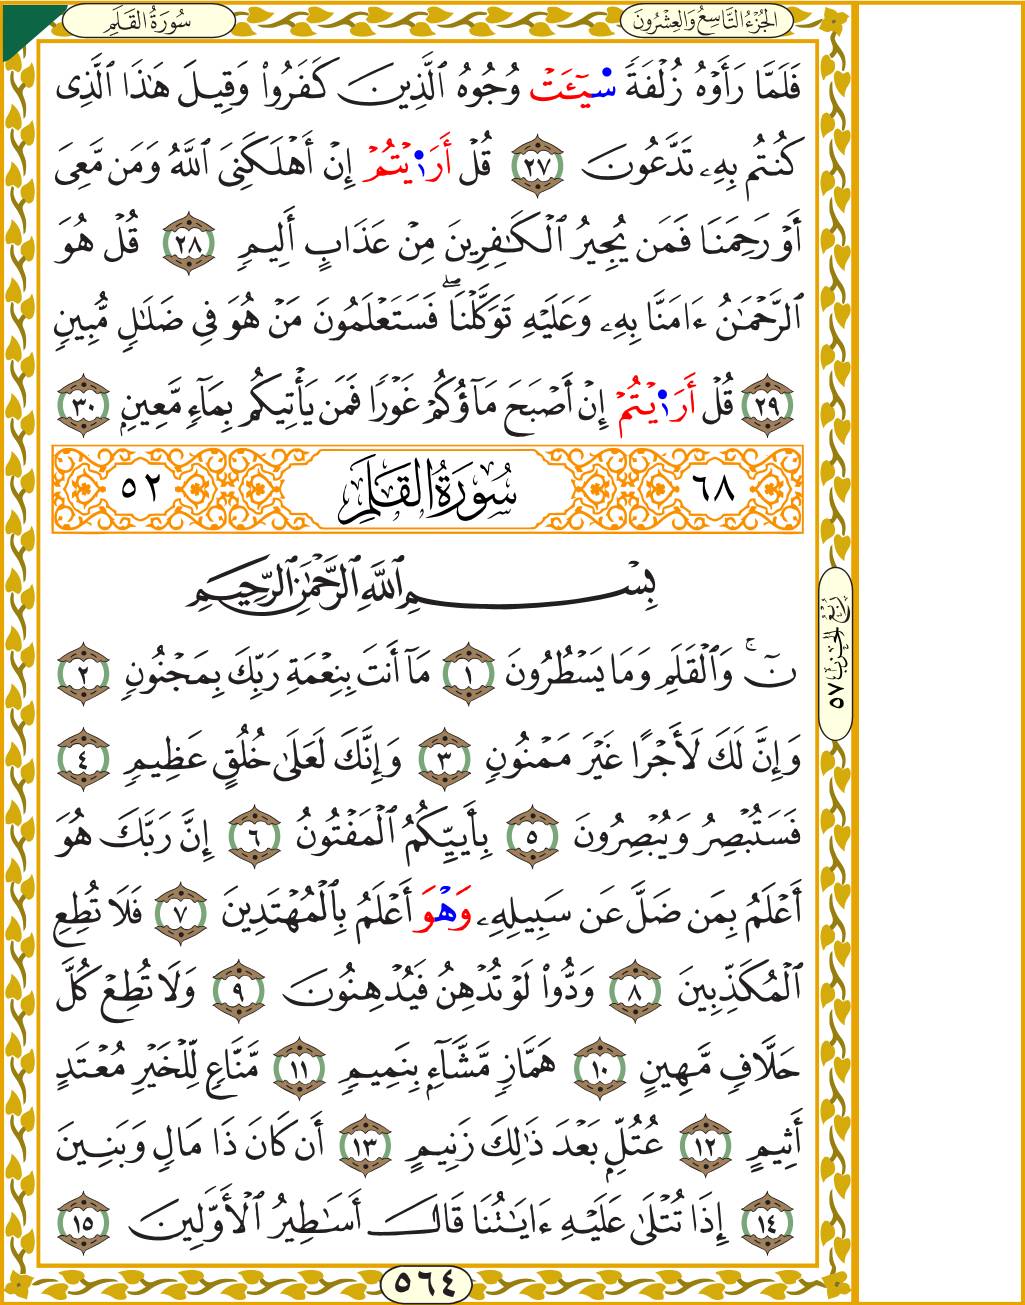 سُورَةُ القَلَمِ
الجُزْءُ التَّاسِعُ وَالعِشْرُونَ
فَلَمَّا رَأَوْهُ زُلْفَةً سِيٓـَٔتْ وُجُوهُ ٱلَّذِينَ كَفَرُوا۟ وَقِيلَ هَٰذَا ٱلَّذِى
كُنتُم بِهِۦ تَدَّعُونَ ٢٧ قُلْ أَرَ•يْتُمْ إِنْ أَهْلَكَنِىَ ٱللَّهُ وَمَن مَّعِىَ
أَوْ رَحِمَنَا فَمَن يُجِيرُ ٱلْكَٰفِرِينَ مِنْ عَذَابٍ أَلِيمٍ ٢٨ قُلْ هُوَ
ٱلرَّحْمَٰنُ ءَامَنَّا بِهِۦ وَعَلَيْهِ تَوَكَّلْنَا ۖ فَسَتَعْلَمُونَ مَنْ هُوَ فِى ضَلَٰلٍ مُّبِينٍ
٢٩ قُلْ أَرَ•يْتُمْ إِنْ أَصْبَحَ مَآؤُكُمْ غَوْرًا فَمَن يَأْتِيكُم بِمَآءٍ مَّعِينٍ ٣٠
٦٨ سُورَةُ القَلَمِ ٥٢
بِسْمِ ٱللَّهِ ٱلرَّحْمَٰنِ ٱلرَّحِيمِ
نٓ ۚ وَٱلْقَلَمِ وَمَا يَسْطُرُونَ ١ مَآ أَنتَ بِنِعْمَةِ رَبِّكَ بِمَجْنُونٍ ٢
وَإِنَّ لَكَ لَأَجْرًا غَيْرَ مَمْنُونٍ ٣ وَإِنَّكَ لَعَلَىٰ خُلُقٍ عَظِيمٍ ٤
فَسَتُبْصِرُ وَيُبْصِرُونَ ٥ بِأَييِّكُمُ ٱلْمَفْتُونُ ٦ إِنَّ رَبَّكَ هُوَ
أَعْلَمُ بِمَن ضَلَّ عَن سَبِيلِهِۦ وَهْوَ أَعْلَمُ بِٱلْمُهْتَدِينَ ٧ فَلَا تُطِعِ
ٱلْمُكَذِّبِينَ ٨ وَدُّوا۟ لَوْ تُدْهِنُ فَيُدْهِنُونَ ٩ وَلَا تُطِعْ كُلَّ
حَلَّافٍ مَّهِينٍ ١٠ هَمَّازٍ مَّشَّآءٍۭ بِنَمِيمٍ ١١ مَّنَّاعٍ لِّلْخَيْرِ مُعْتَدٍ
أَثِيمٍ ١٢ عُتُلٍّۭ بَعْدَ ذَٰلِكَ زَنِيمٍ ١٣ أَن كَانَ ذَا مَالٍ وَبَنِينَ
١٤ إِذَا تُتْلَىٰ عَلَيْهِ ءَايَٰتُنَا قَالَ أَسَٰطِيرُ ٱلْأَوَّلِينَ ١٥
رُبْعُ الحِزْبِ ٥٧
٥٦٤